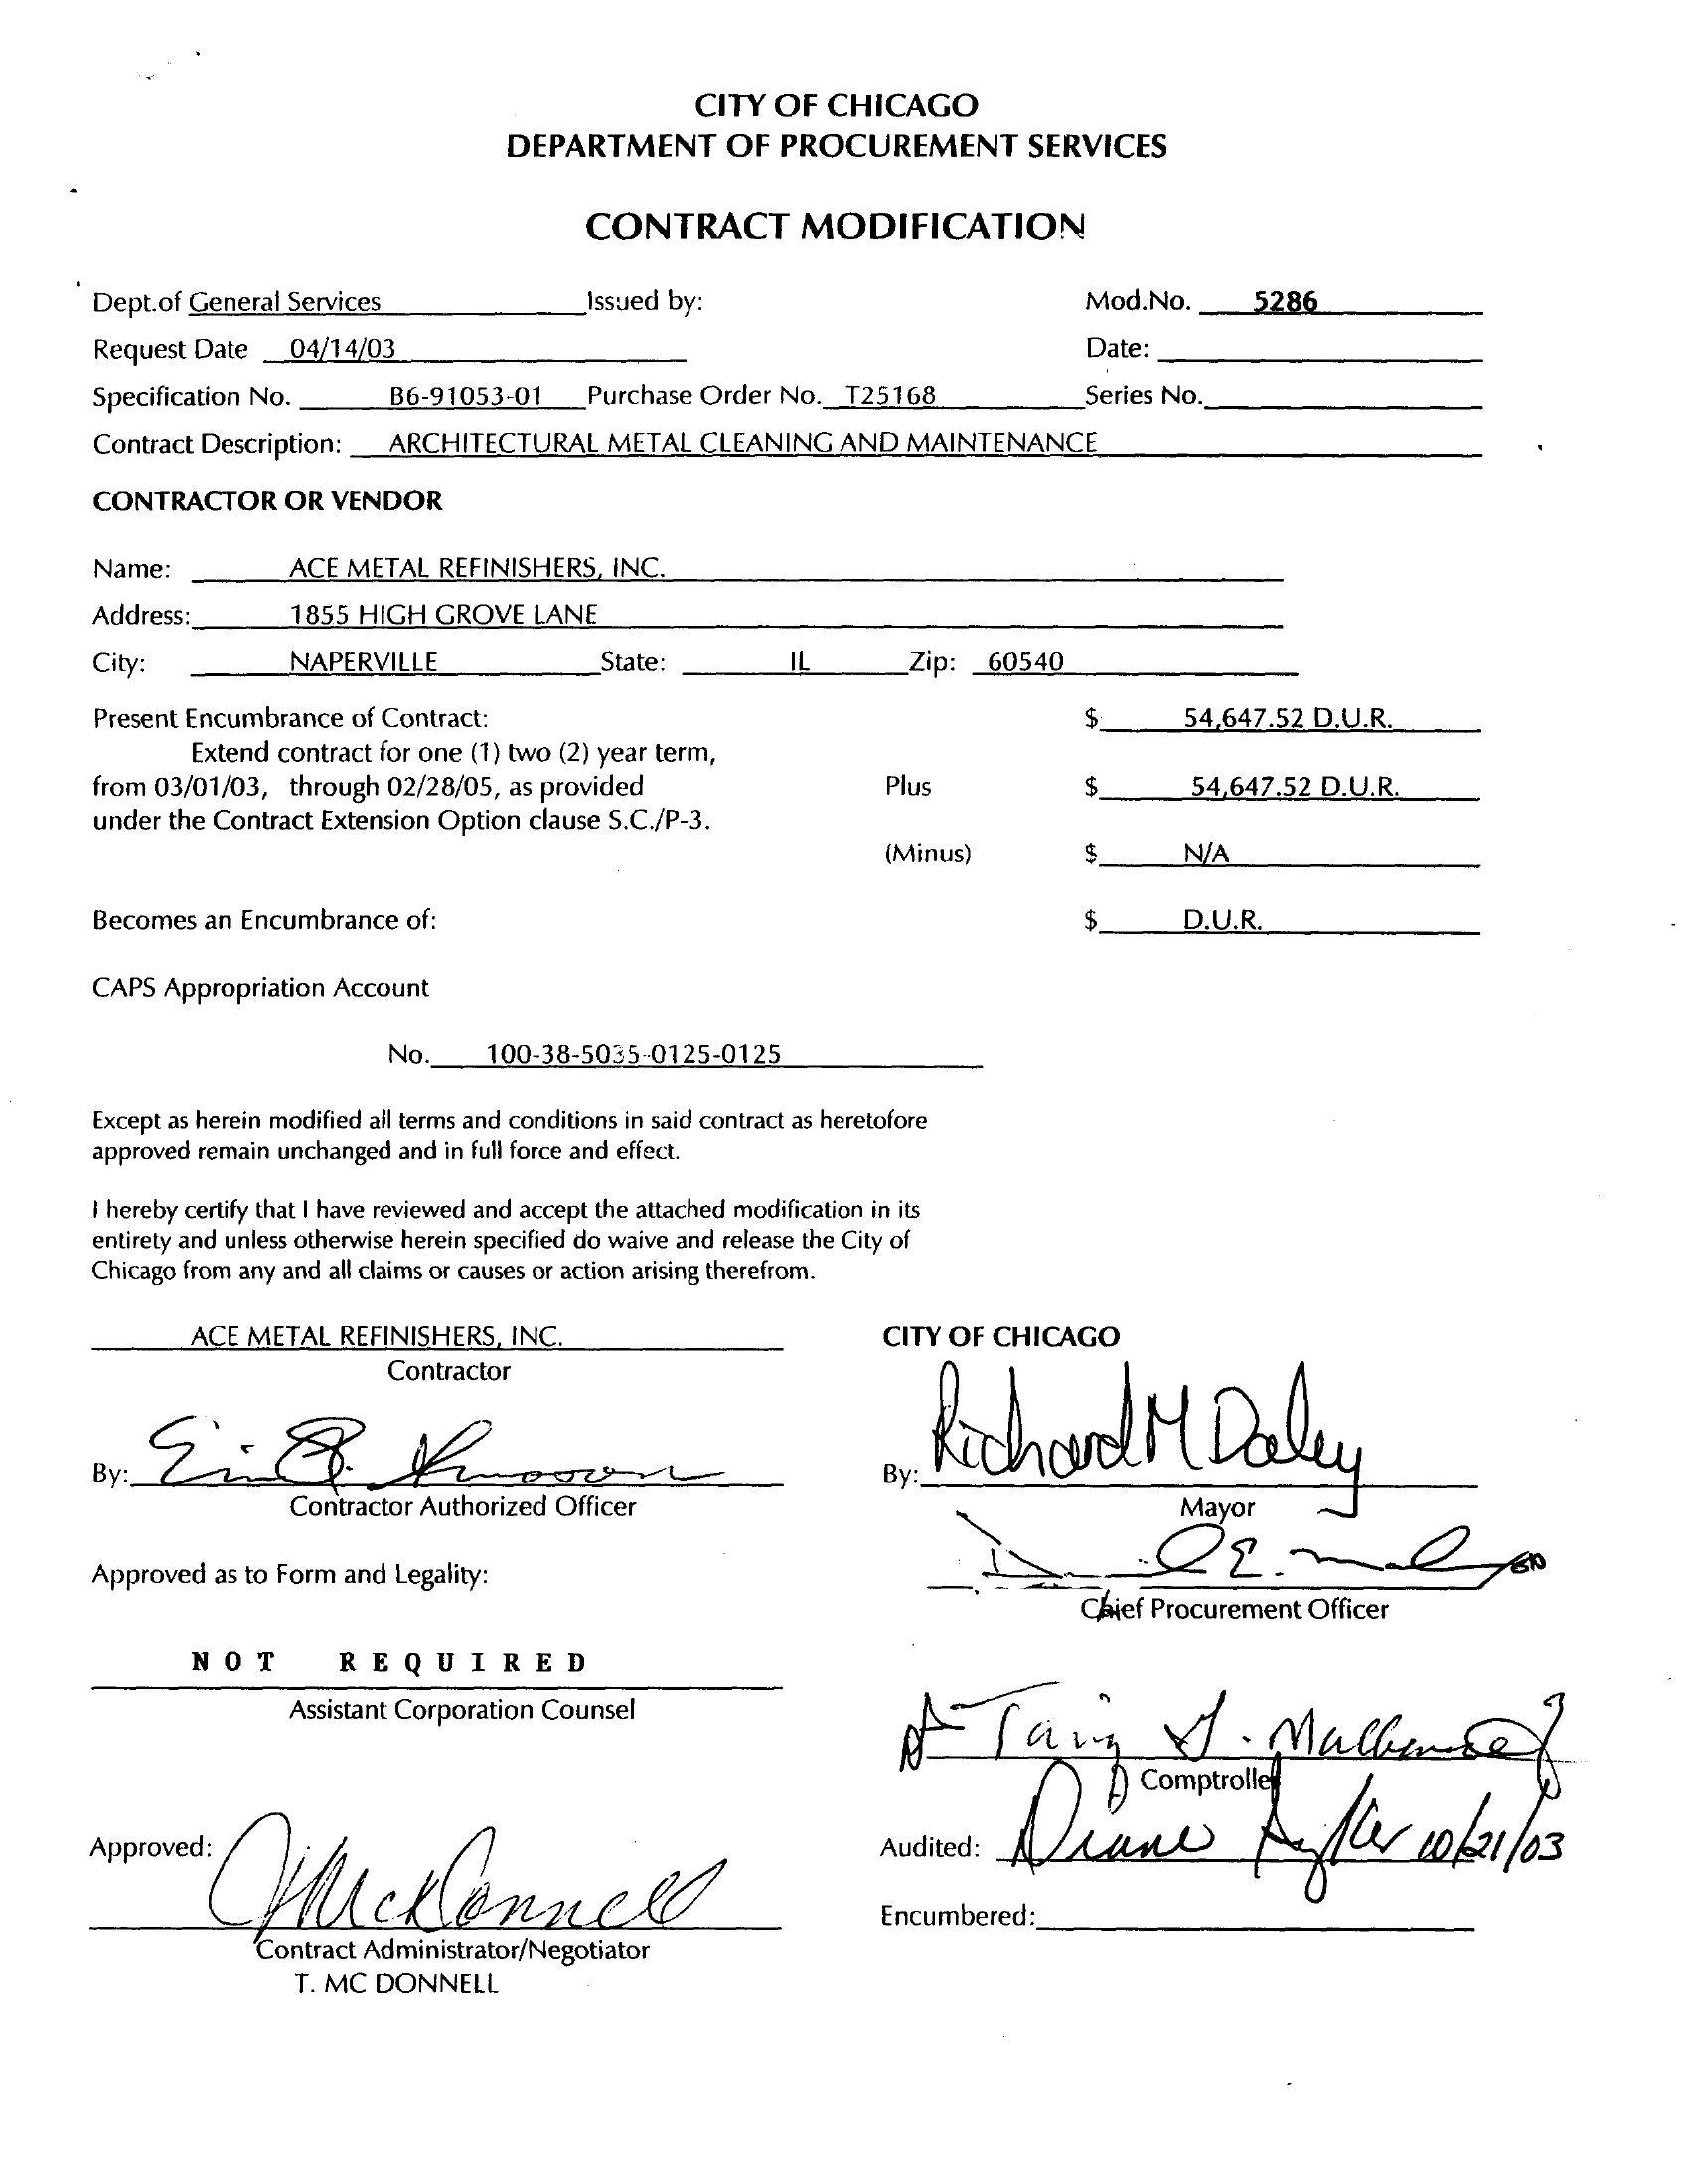 CITY OF CHICAGO
DEPARTMENT OF PROCUREMENT SERVICES
CONTRACT MODIFICATION
Dept.of General Services Issued by: Mod.No. 5286
Request Date 04/14/03 Date:
Specification No. B6-91053-01 Purchase Order No. T25168 Series No.
Contract Description: ARCHITECTURAL METAL CLEANING AND MAINTENANCE
CONTRACTOR OR VENDOR
Name: ACE METAL REFINISHERS, INC.
Address: 1855 HIGH GROVE LANE
City: NAPERVILLE State: IL Zip: 60540
Present Encumbrance of Contract: $ 54,647.52 D.U.R.
Extend contract for one (1) two (2) year term,
from 03/01/03, through 02/28/05, as provided Plus $ 54,647.52 D.U.R.
under the Contract Extension Option clause S.C./P-3.
(Minus) $ N/A
Becomes an Encumbrance of: $ D.U.R.
CAPS Appropriation Account
No. 100-38-5035-0125-0125
Except as herein modified all terms and conditions in said contract as heretofore
approved remain unchanged and in full force and effect.
I hereby certify that I have reviewed and accept the attached modification in its
entirety and unless otherwise herein specified do waive and release the City of
Chicago from any and all claims or causes or action arising therefrom.
ACE METAL REFINISHERS, INC. CITY OF CHICAGO
Contractor
By: By: Richard M Daley
Contractor Authorized Officer Mayor
Approved as to Form and Legality:
Chief Procurement Officer
NOT REQUIRED
Assistant Corporation Counsel
Comptroller
Approved: McDonnell Audited: Diane 10/21/03
Encumbered:
Contract Administrator/Negotiator
T. MC DONNELL